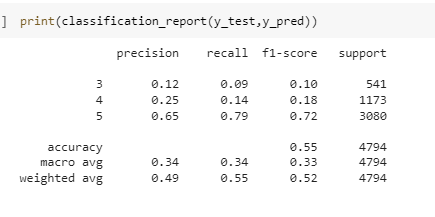 ] print(classification_report(y_test,y_pred))
precision recall f1-score support
3 0.12 0.09 0.10 541
4 0.25 0.14 0.18 1173
5 0.65 0.79 0.72 3080
accuracy 0.55 4794
macro avg 0.34 0.34 0.33 4794
weighted avg 0.49 0.55 0.52 4794